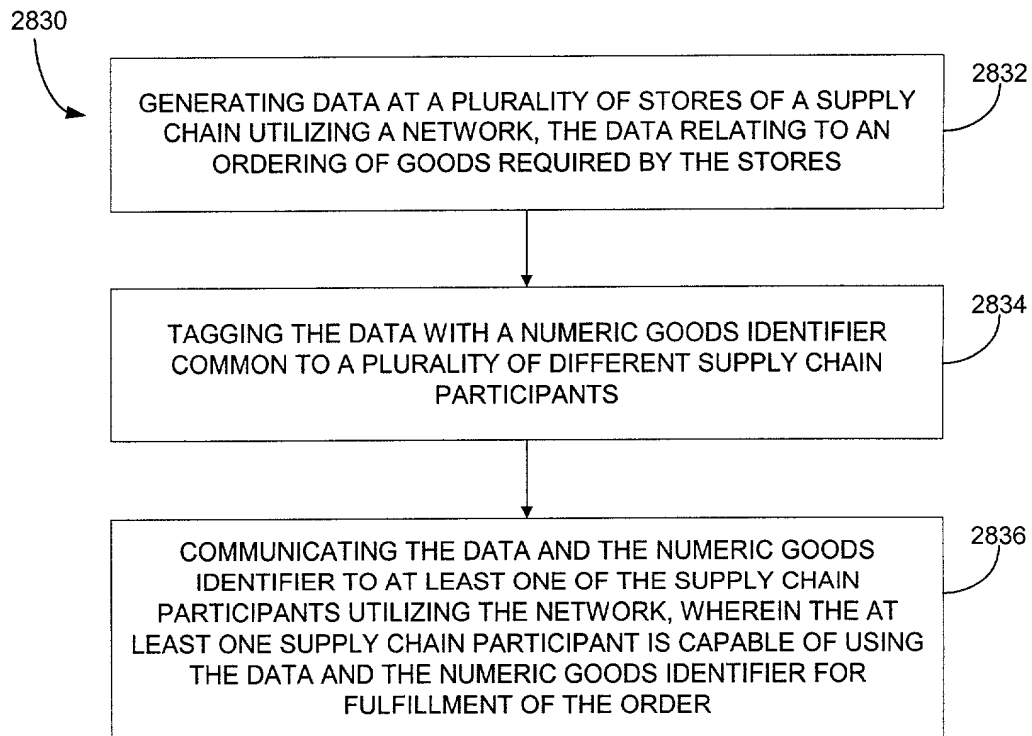 2830
GENERATING DATA AT A PLURALITY OF STORES OF A SUPPLY
CHAIN UTILIZING A NETWORK, THE DATA RELATING TO AN
ORDERING OF GOODS REQUIRED BY THE STORES
2832
TAGGING THE DATA WITH A NUMERIC GOODS IDENTIFIER
COMMON TO A PLURALITY OF DIFFERENT SUPPLY CHAIN
PARTICIPANTS
2834
COMMUNICATING THE DATA AND THE NUMERIC GOODS
IDENTIFIER TO AT LEAST ONE OF THE SUPPLY CHAIN
PARTICIPANTS UTILIZING THE NETWORK, WHEREIN THE AT
LEAST ONE SUPPLY CHAIN PARTICIPANT IS CAPABLE OF USING
THE DATA AND THE NUMERIC GOODS IDENTIFIER FOR
FULFILLMENT OF THE ORDER
2836